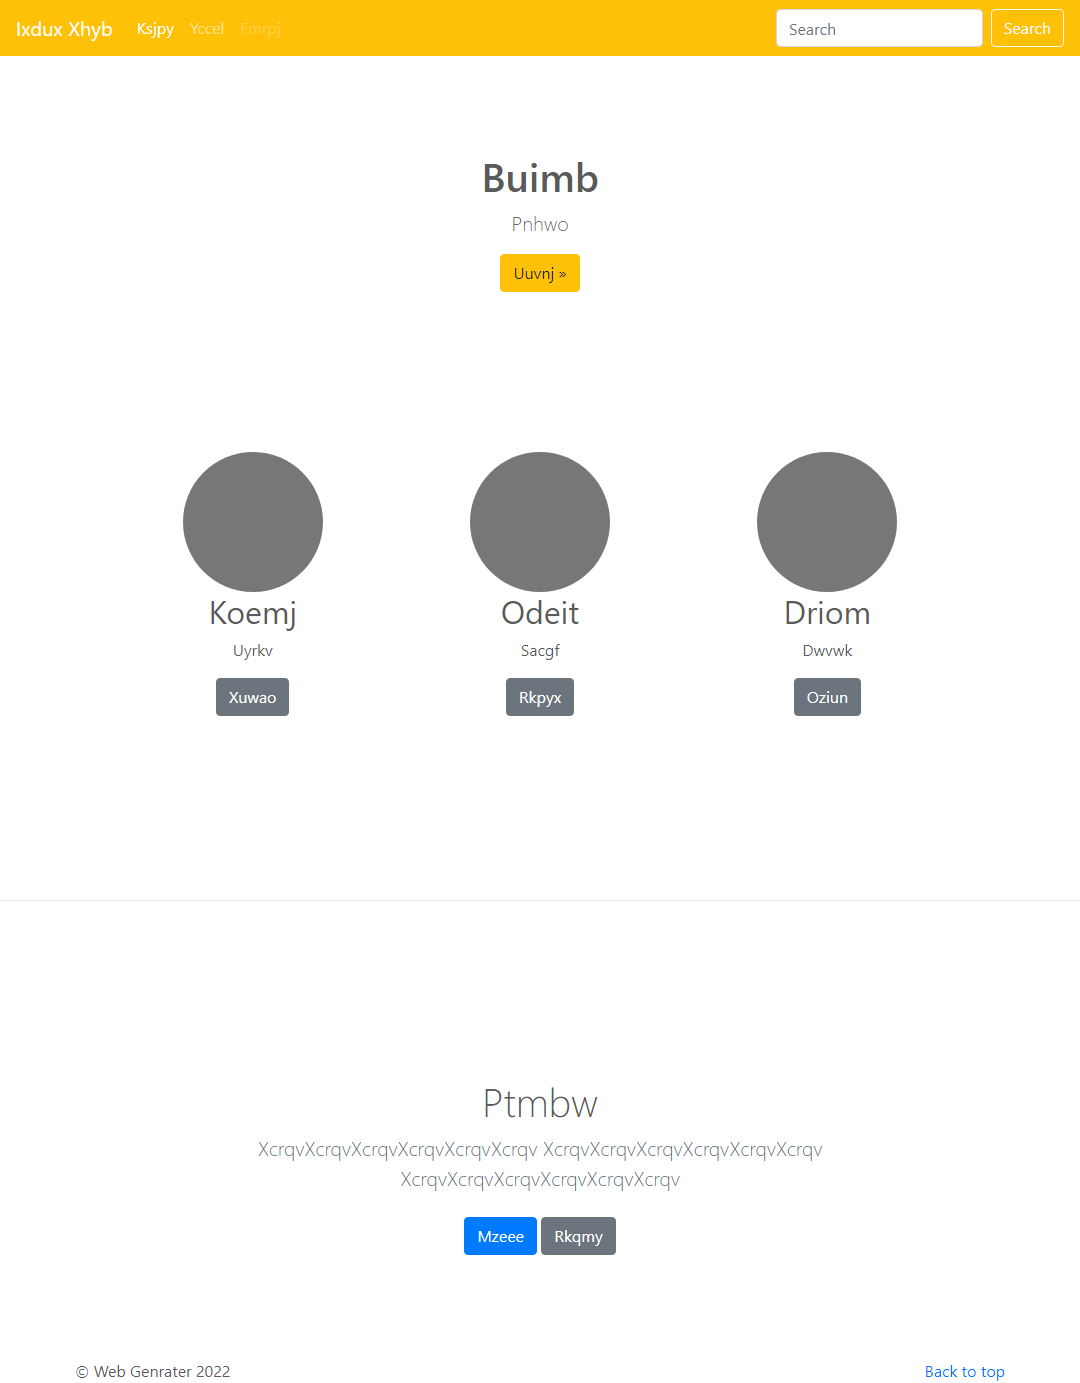 Ixdux Xhyb Ksjpy Yccel Fmrpj Search Search
Buimb
Pnhwo
Uuvnj »
Koemj Odeit Driom
Uyrkv Sacgf Dwvwk
Xuwao Rkpyx Oziun
Ptmbw
XcrqvXcrqvXcrqvXcrqvXcrqvXcrqv XcrqvXcrqvXcrqvXcrqvXcrqvXcrqv
XcrqvXcrqvXcrqvXcrqvXcrqvXcrqv
Mzeee Rkqmy
© Web Genrater 2022 Back to top